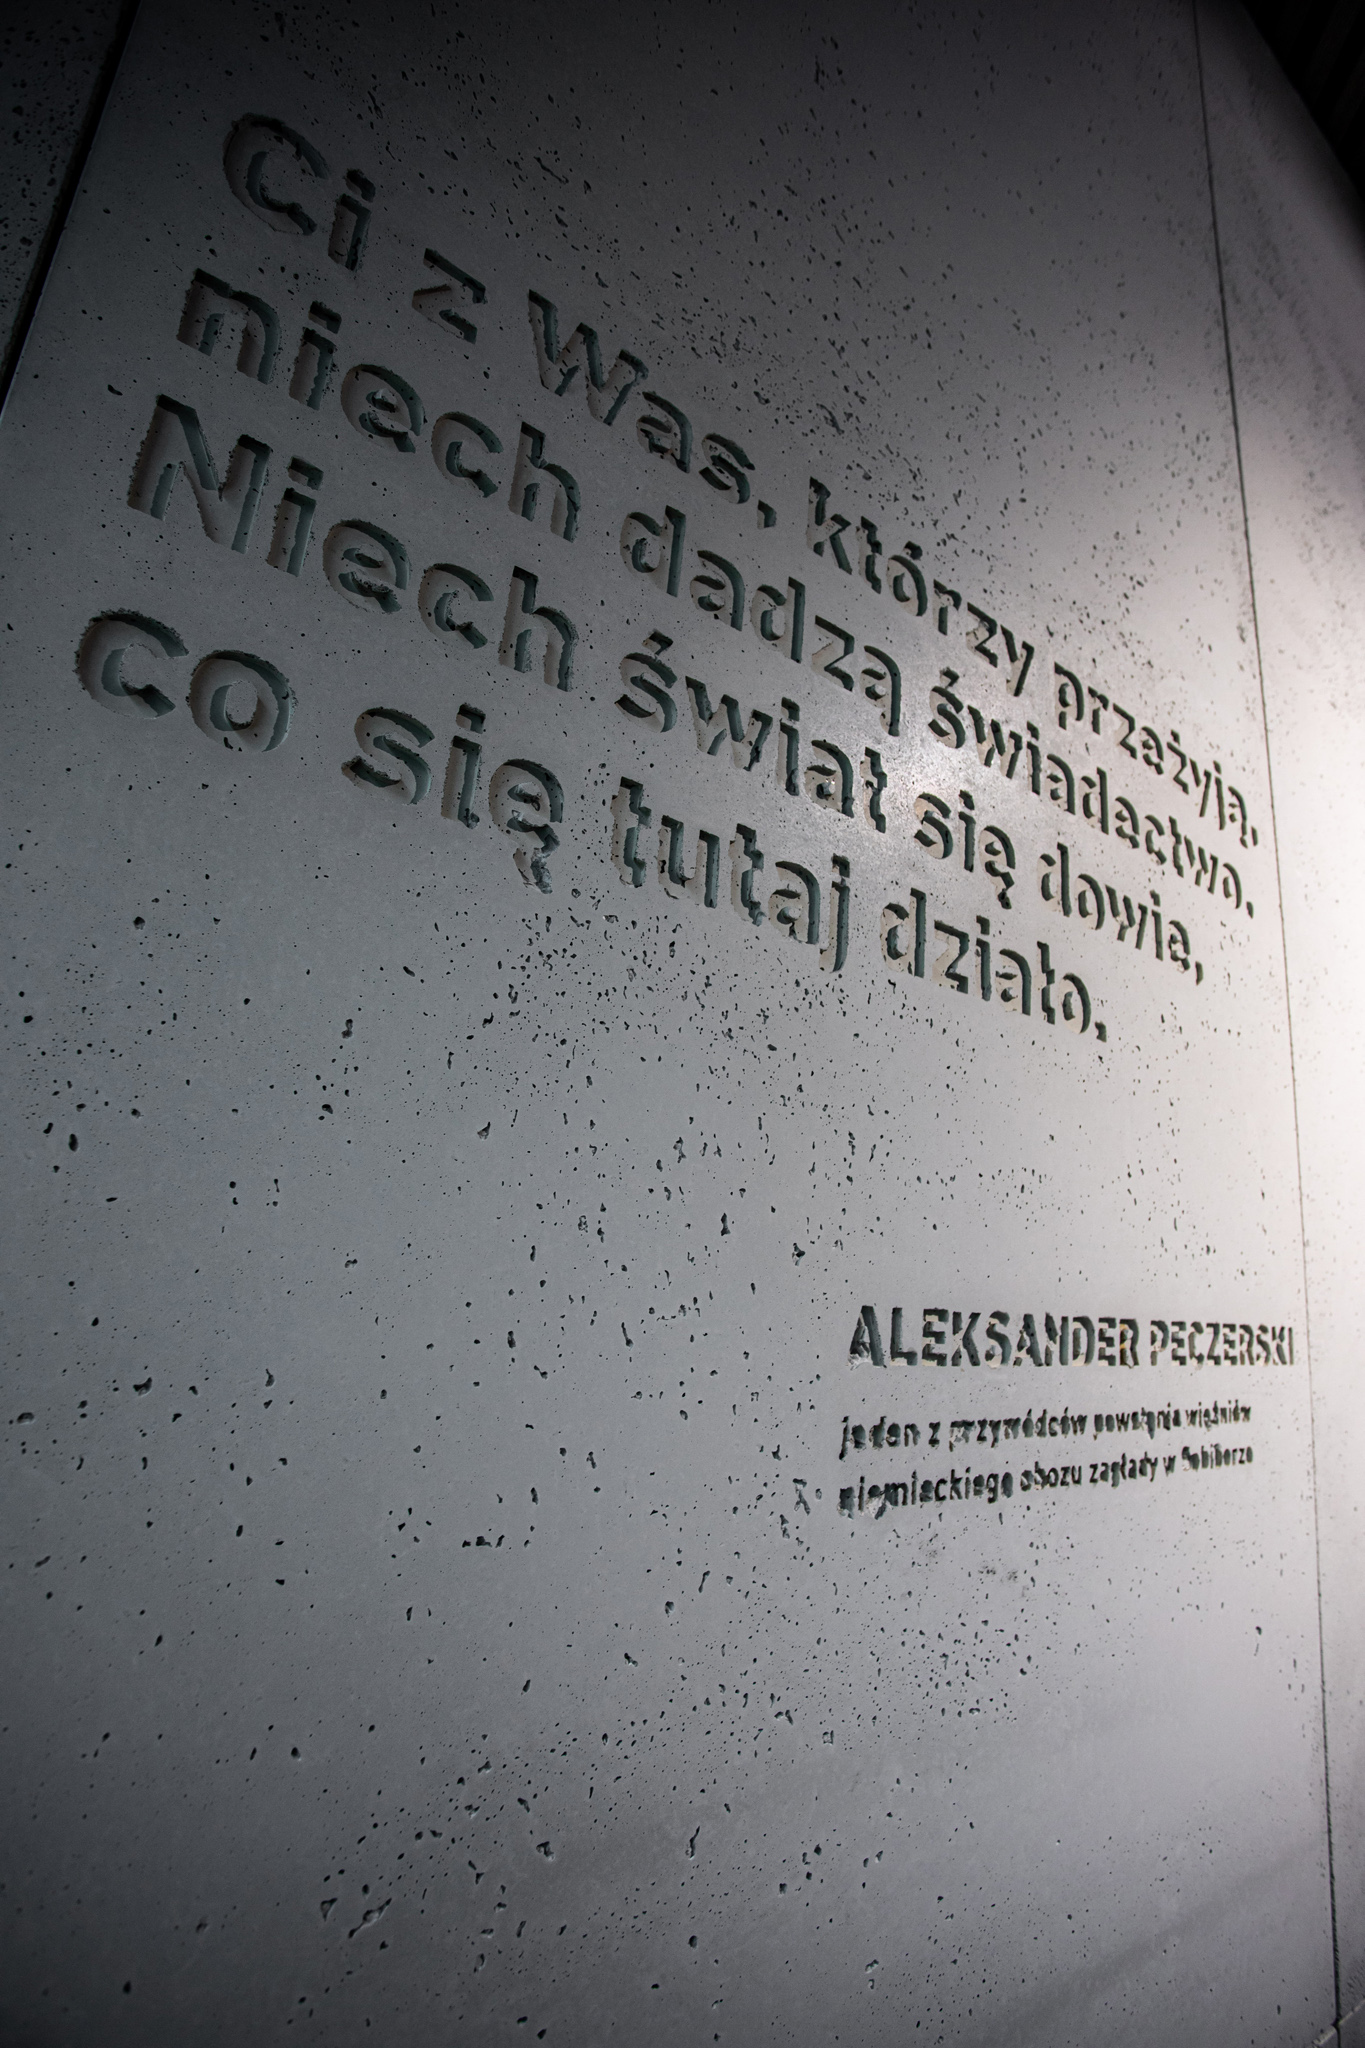 Ci z Was, którzy przeżyją,
niech dadzą świadectwo.
Niech świat się dowie,
co się tutaj działo.
ALEKSANDER PECZERSKI
jeden z przywódców powstania więźniów
niemieckiego obozu zagłady w Sobiborze